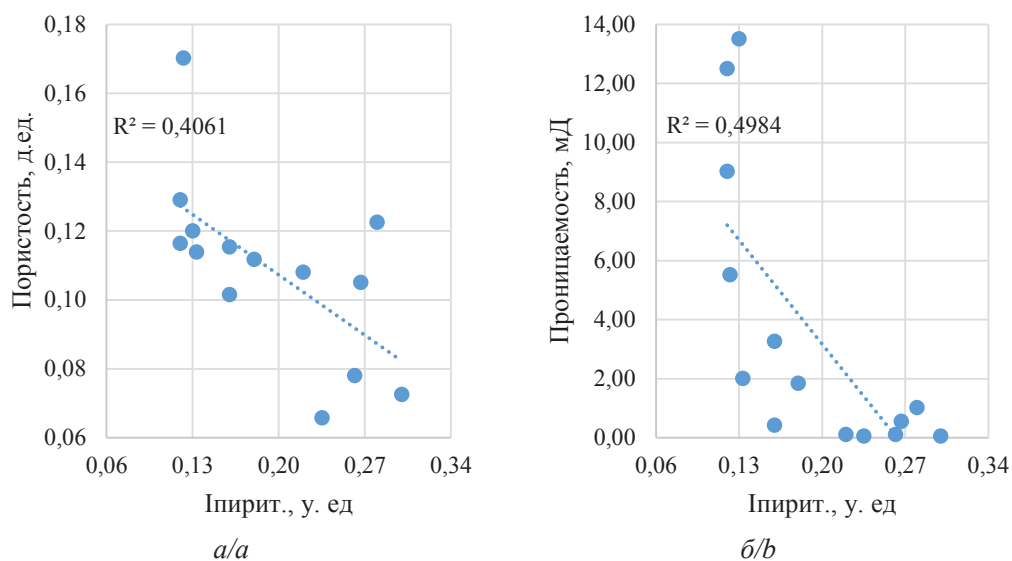 0,18
0,16
0,14
0,12
0,10
0,08
0,06
Пористость, д.ед.
R² = 0,4061
0,06 0,13 0,20 0,27 0,34
Iпирит., у. ед
а/a
14,00
12,00
10,00
8,00
6,00
4,00
2,00
0,00
Проницаемость, мД
R² = 0,4984
0,06 0,13 0,20 0,27 0,34
Iпирит., у. ед
б/b